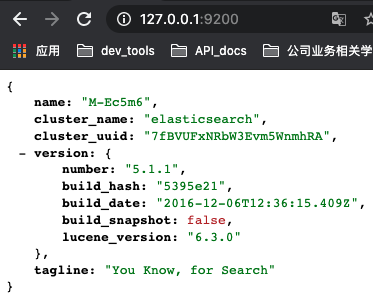 127.0.0.1:9200
应用 dev_tools API_docs 公司业务相关学
{
name: "M-Ec5m6",
cluster_name: "elasticsearch",
cluster_uuid: "7fBVUFxNRbW3Evm5WnmhRA",
- version: {
number: "5.1.1",
build_hash: "5395e21",
build_date: "2016-12-06T12:36:15.409Z",
build_snapshot: false,
lucene_version: "6.3.0"
},
tagline: "You Know, for Search"
}